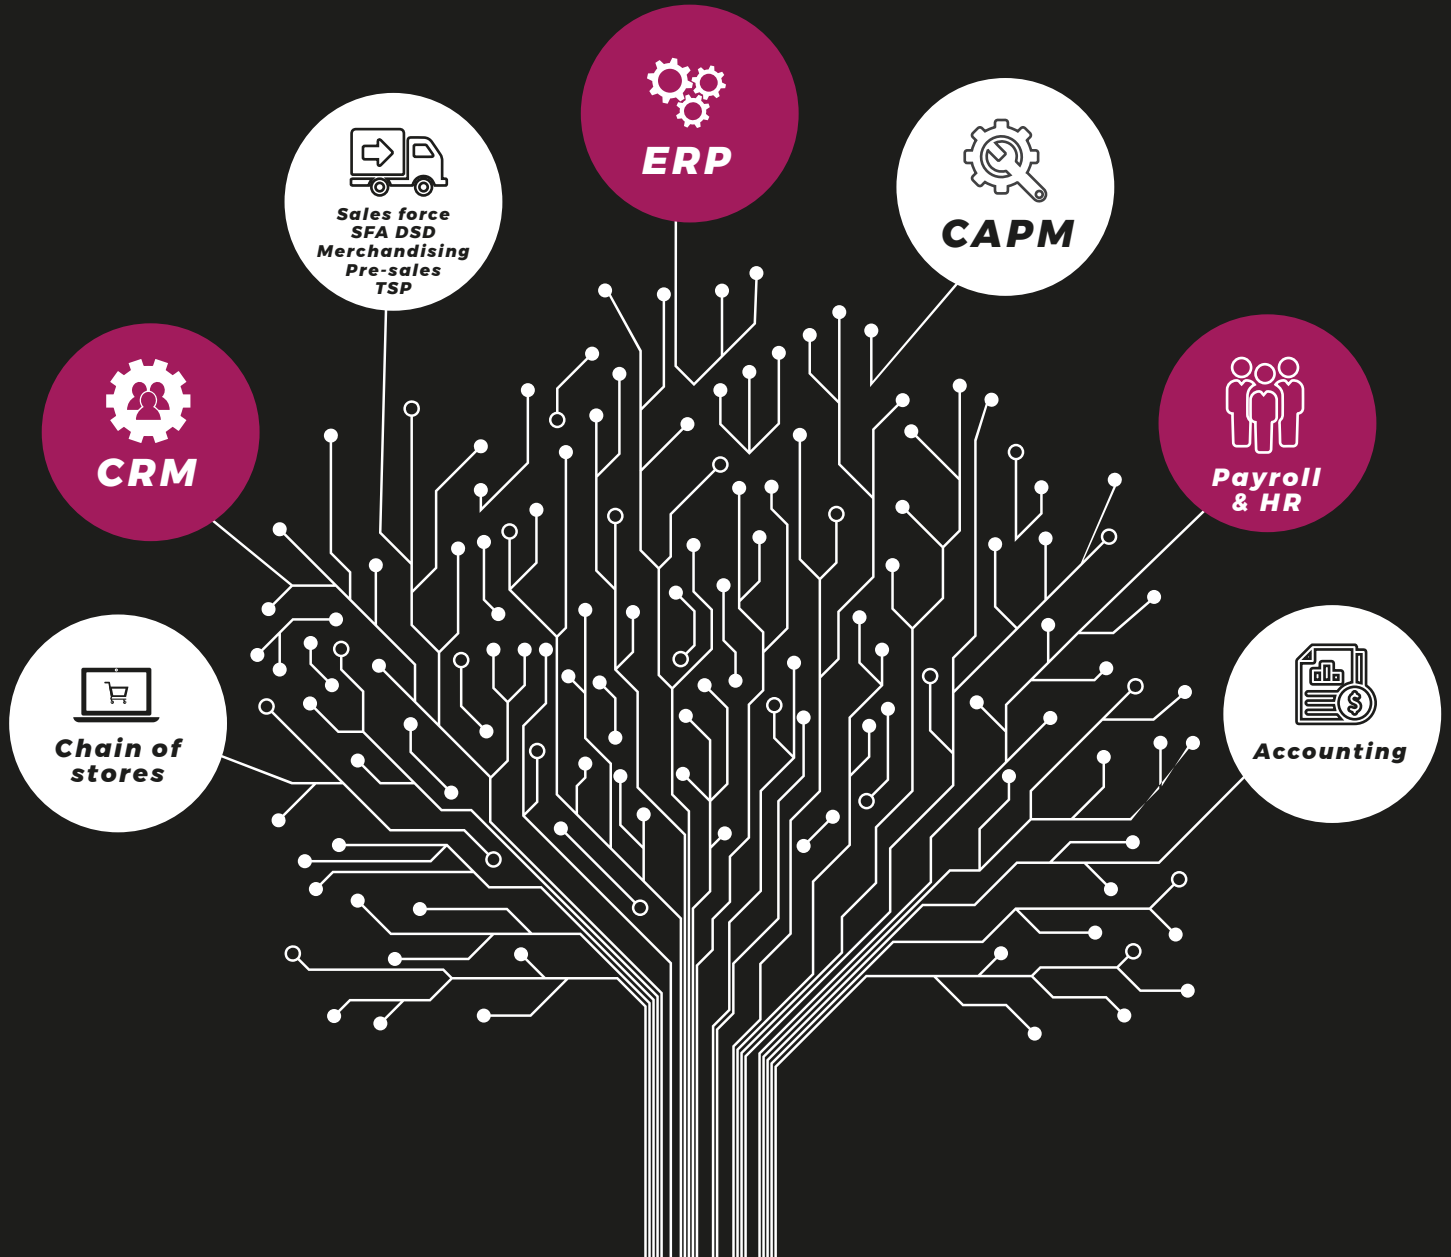 ERP
Sales force
SFA DSD
Merchandising
Pre-sales
TSP
CAPM
CRM
Payroll
& HR
Chain of
stores
Accounting
$